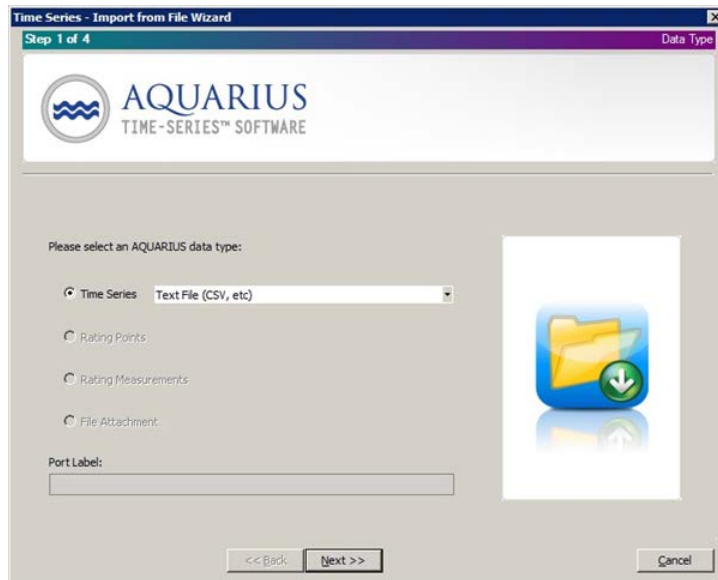 Time Series - Import from File Wizard
Step 1 of 4 Data Type
AQUARIUS
TIME-SERIES™ SOFTWARE
Please select an AQUARIUS data type:
Time Series Text File (CSV, etc)
Rating Points
Rating Measurements
File Attachment
Port Label:
<< Back Next >> Cancel